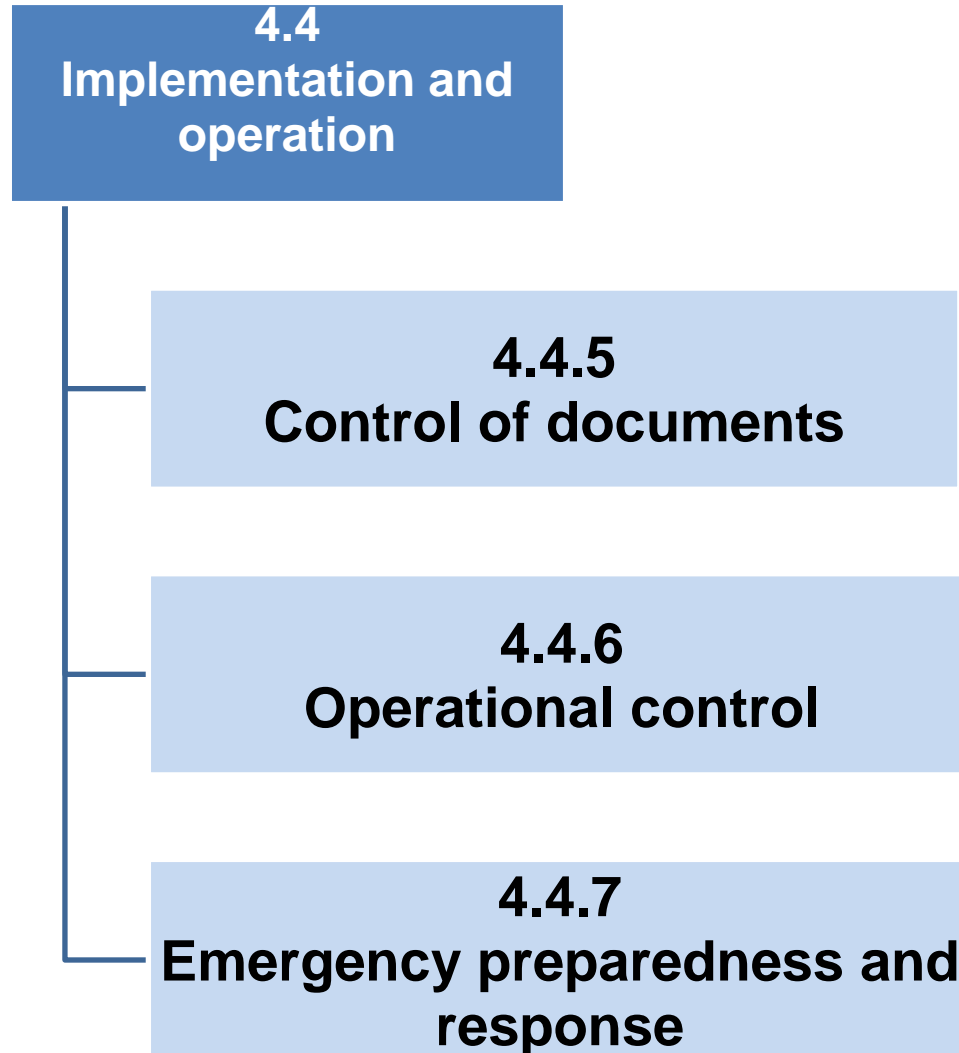 4.4
Implementation and
operation
4.4.5
Control of documents
4.4.6
Operational control
4.4.7
Emergency preparedness and
response